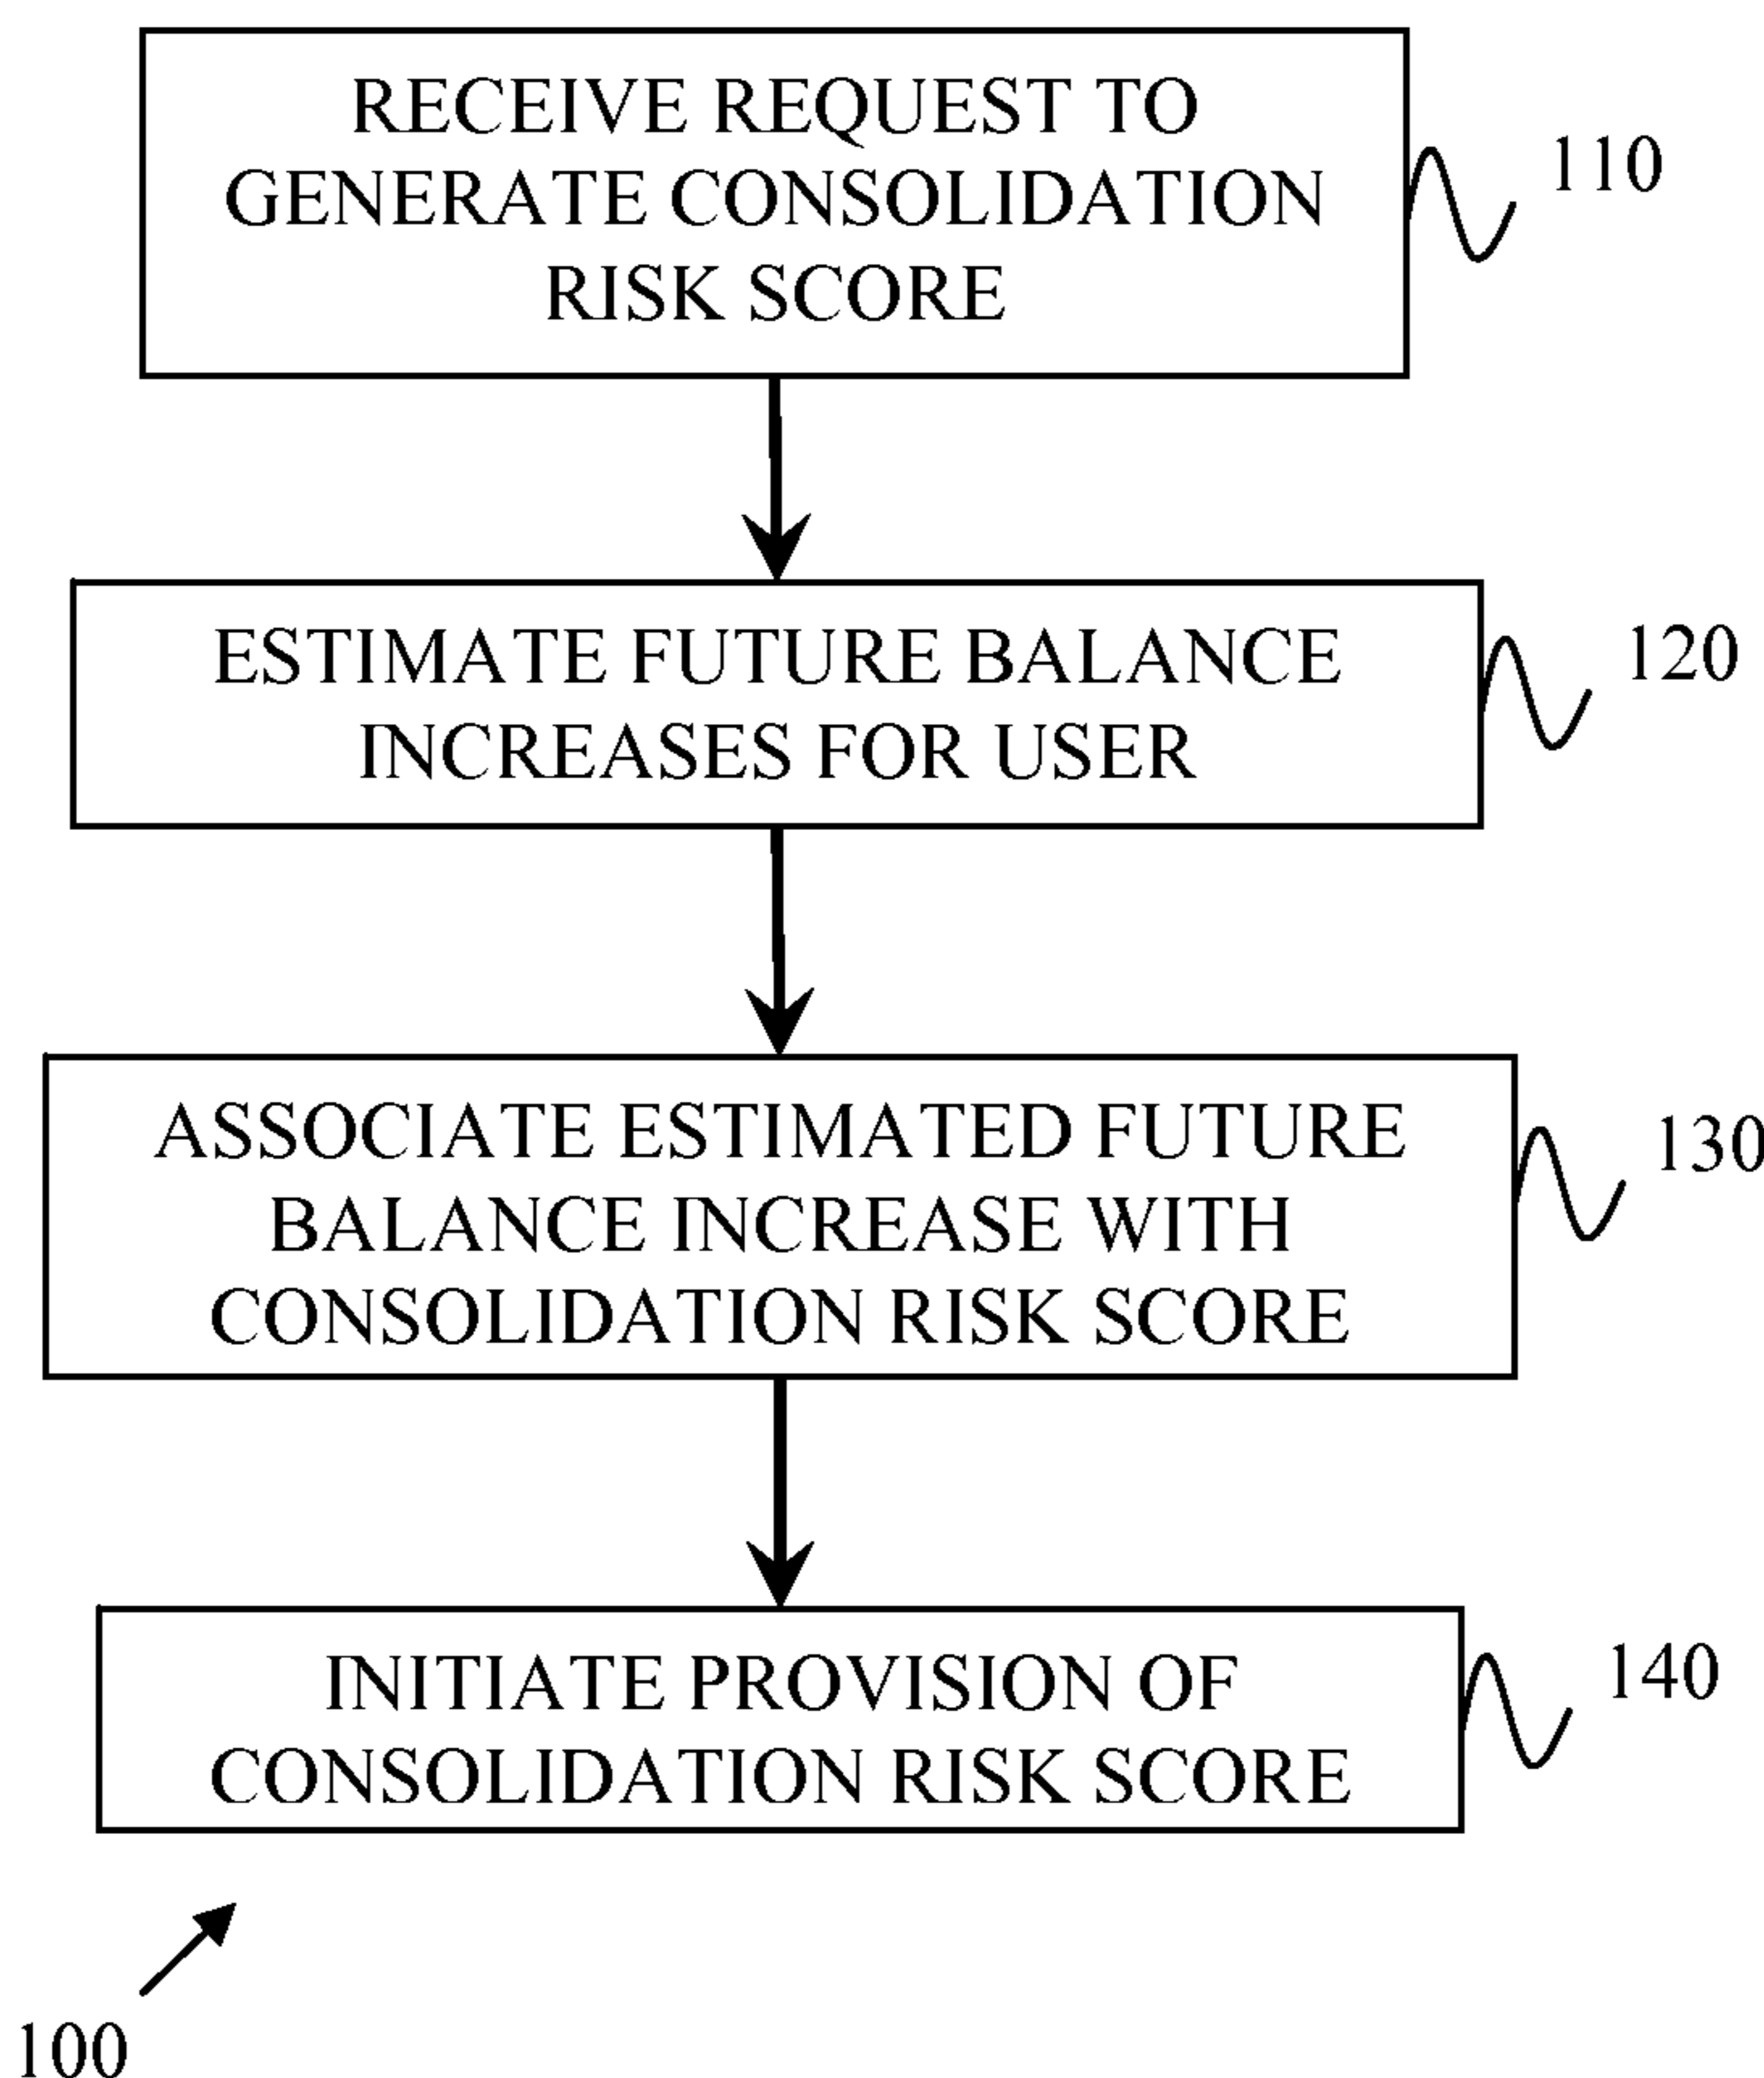 RECEIVE REQUEST TO
GENERATE CONSOLIDATION
RISK SCORE
110
ESTIMATE FUTURE BALANCE
INCREASES FOR USER
120
ASSOCIATE ESTIMATED FUTURE
BALANCE INCREASE WITH
CONSOLIDATION RISK SCORE
130
INITIATE PROVISION OF
CONSOLIDATION RISK SCORE
140
100